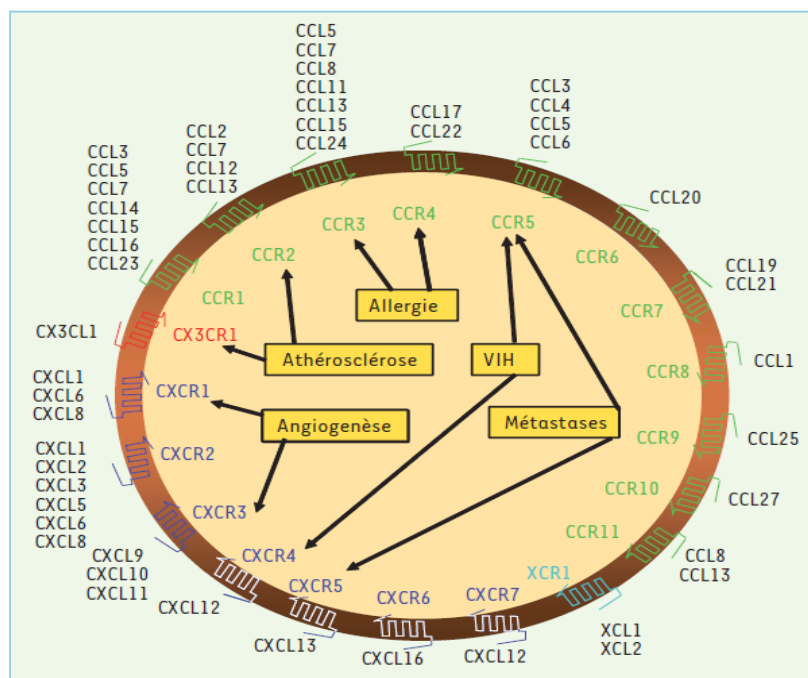 CCL5
CCL7
CCL8
CCL11
CCL13
CCL15
CCL24
CCL17
CCL22
CCL3
CCL4
CCL5
CCL6
CCL2
CCL7
CCL12
CCL13
CCL3
CCL5
CCL7
CCL14
CCL15
CCL16
CCL23
CCL20
CCL19
CCL21
CCL1
CCL25
CCL27
CCL8
CCL13
XCL1
XCL2
CXCL12
CXCL16
CXCL13
CXCL12
CXCL9
CXCL10
CXCL11
CXCL1
CXCL2
CXCL3
CXCL5
CXCL6
CXCL8
CXCL1
CXCL6
CXCL8
CX3CL1
CCR1
CCR2
CCR3
CCR4
CCR5
CCR6
CCR7
CCR8
CCR9
CCR10
CCR11
XCR1
CXCR7
CXCR6
CXCR5
CXCR4
CXCR3
CXCR2
CXCR1
CX3CR1
Allergie
Athérosclérose
VIH
Angiogenèse
Métastases